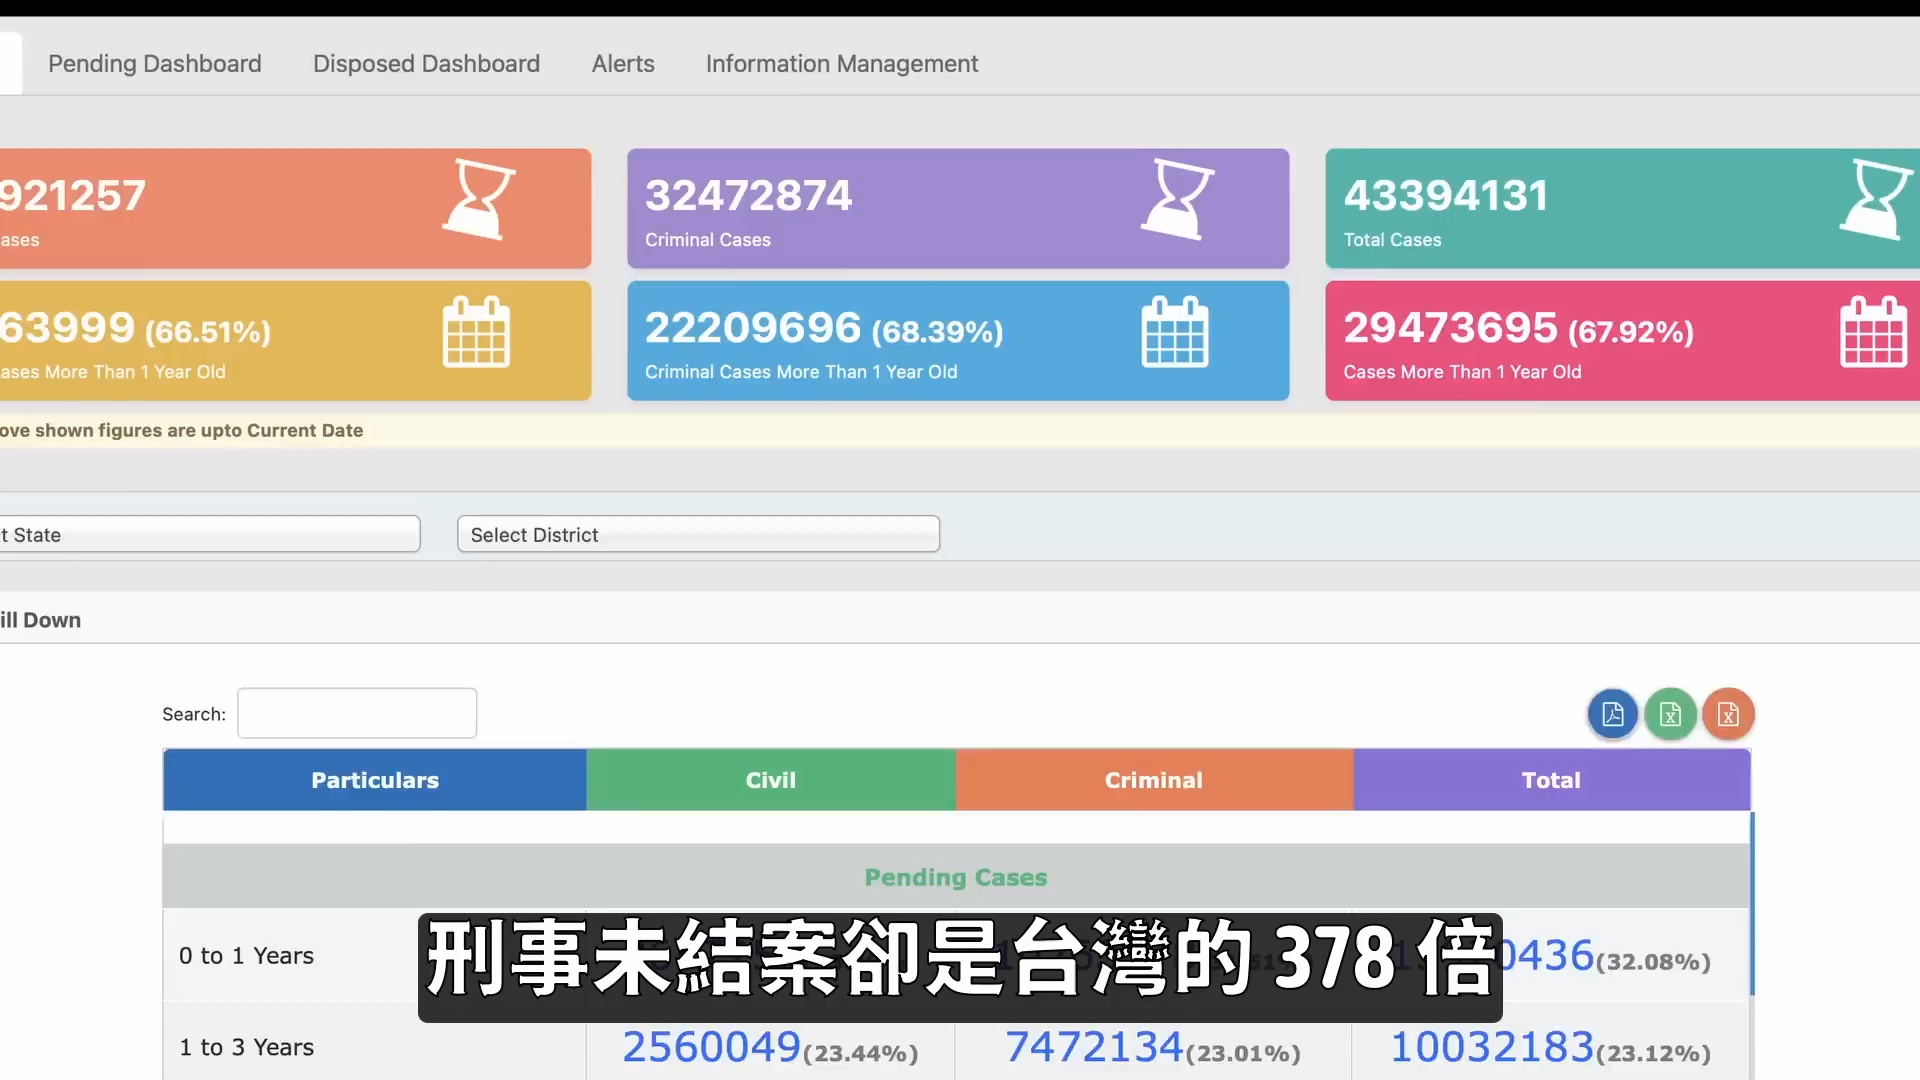 Pending Dashboard Disposed Dashboard Alerts Information Management
921257 32472874 43394131
ases Criminal Cases Total Cases
63999 (66.51%) 22209696 (68.39%) 29473695 (67.92%)
ases More Than 1 Year Old Criminal Cases More Than 1 Year Old Cases More Than 1 Year Old
ove shown figures are upto Current Date
t State Select District
ill Down
Search:
Particulars Civil Criminal Total
Pending Cases
0 to 1 Years 0436(32.08%)
刑事未結案卻是台灣的 378 倍
1 to 3 Years 2560049(23.44%) 7472134(23.01%) 10032183(23.12%)